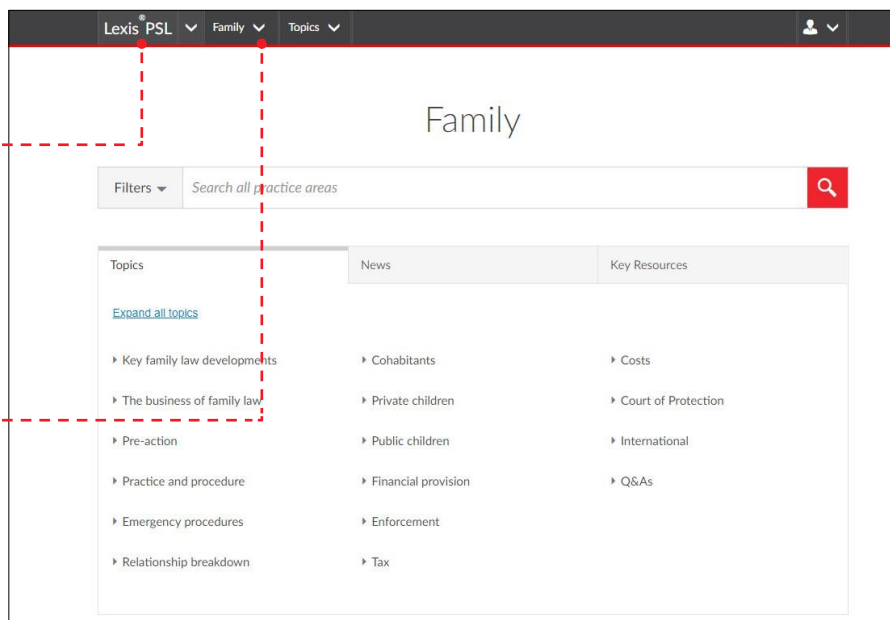 Lexis®PSL Family Topics
Family
Filters Search all practice areas
Topics News Key Resources
Expand all topics
Key family law developments Cohabitants Costs
The business of family law Private children Court of Protection
Pre-action Public children International
Practice and procedure Financial provision Q&As
Emergency procedures Enforcement
Relationship breakdown Tax